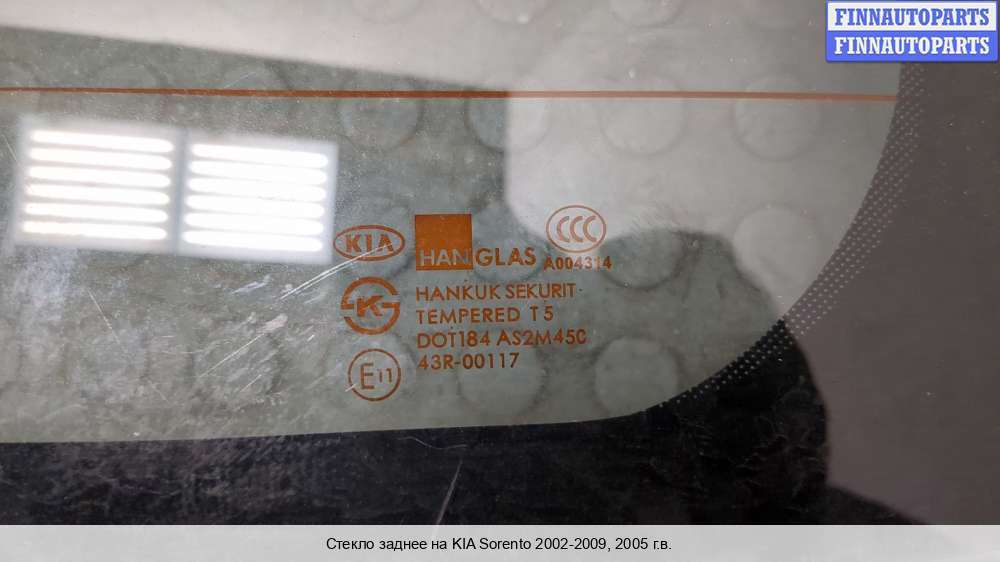 FINNAUTOPARTS
FINNAUTOPARTS
KIA
HANGLAS
CCC
A004314
K
HANKUK SEKURIT
TEMPERED T 5
DOT184 AS2M45C
E11
43R-00117
Стекло заднее на KIA Sorento 2002-2009, 2005 г.в.